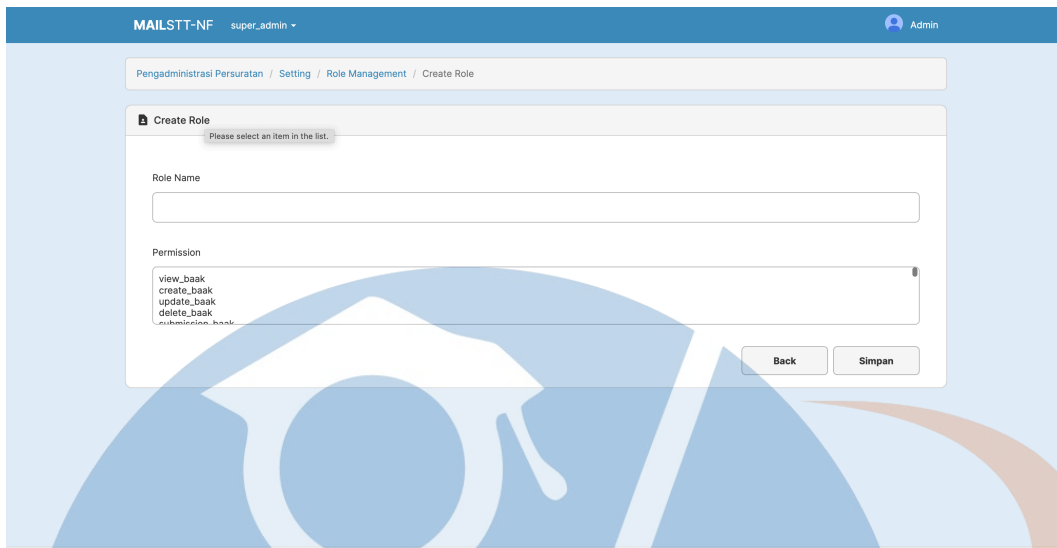 MAILSTT-NF super_admin Admin
Pengadministrasi Persuratan / Setting / Role Management / Create Role
Create Role
Please select an item in the list.
Role Name
Permission
view_baak
create_baak
update_baak
delete_baak
submission_baak
Back Simpan